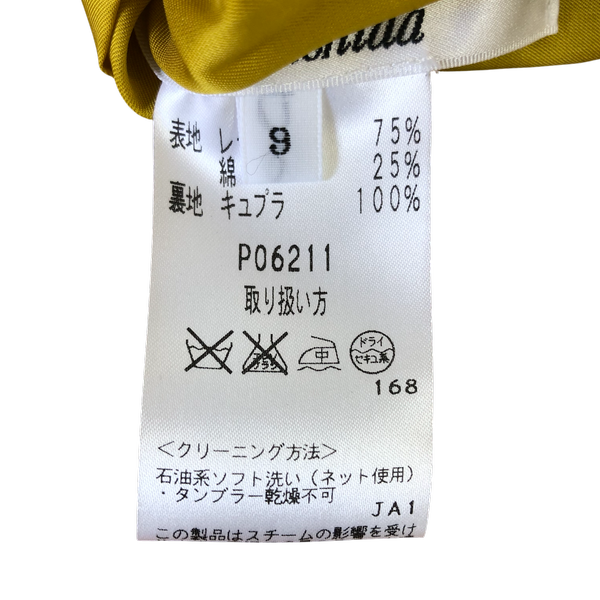 9
表地 レ 75%
綿 25%
裏地 キュプラ 100%
P06211
取り扱い方
中
ドライ
セキユ系
168
<クリーニング方法>
石油系ソフト洗い(ネット使用)
・タンブラー乾燥不可
JA1
この製品はスチームの影響を受け